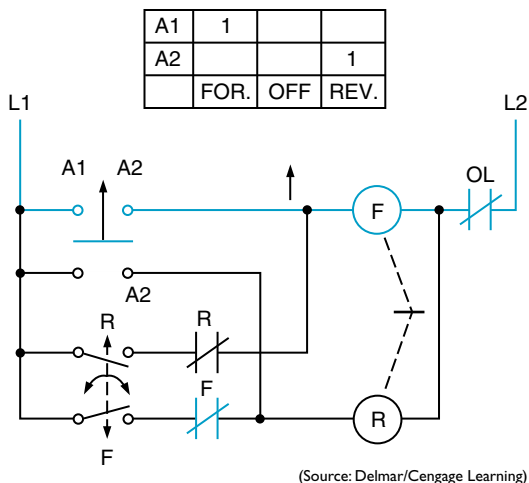 A1 1
A2 1
FOR. OFF REV.
L1 L2
A1 A2 OL
F
A2
R R
F
F R
(Source: Delmar/Cengage Learning)